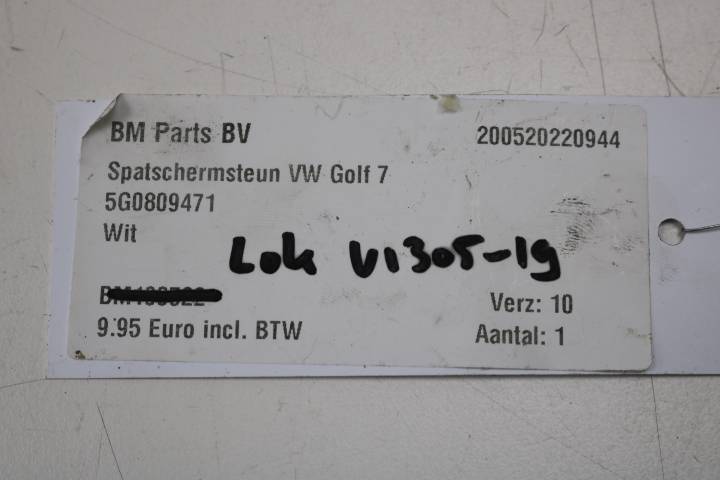 BM Parts BV 200520220944
Spatschermsteun VW Golf 7
5G0809471
Wit
Lok V1305-19
Verz: 10
9.95 Euro incl. BTW Aantal: 1